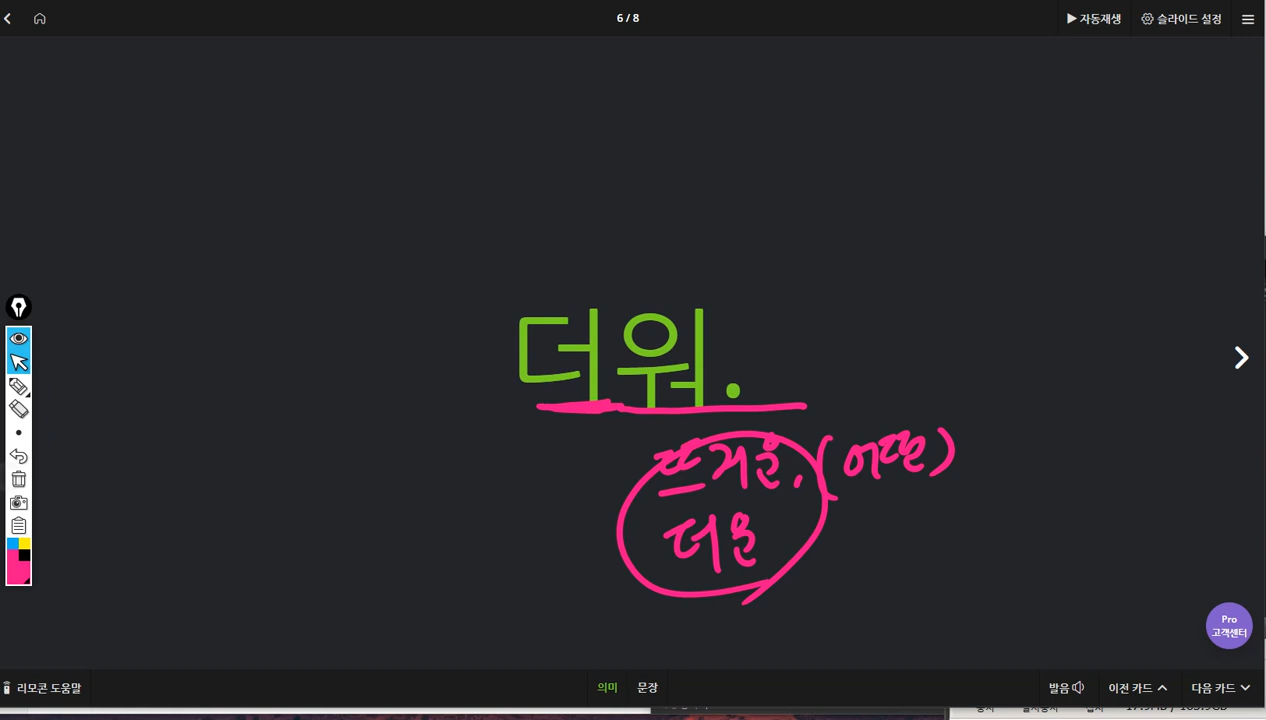 6 / 8
자동재생
슬라이드 설정
더워.
뜨거운, (어떤)
더운
Pro
고객센터
리모콘 도움말
의미
문장
발음
이전 카드
다음 카드